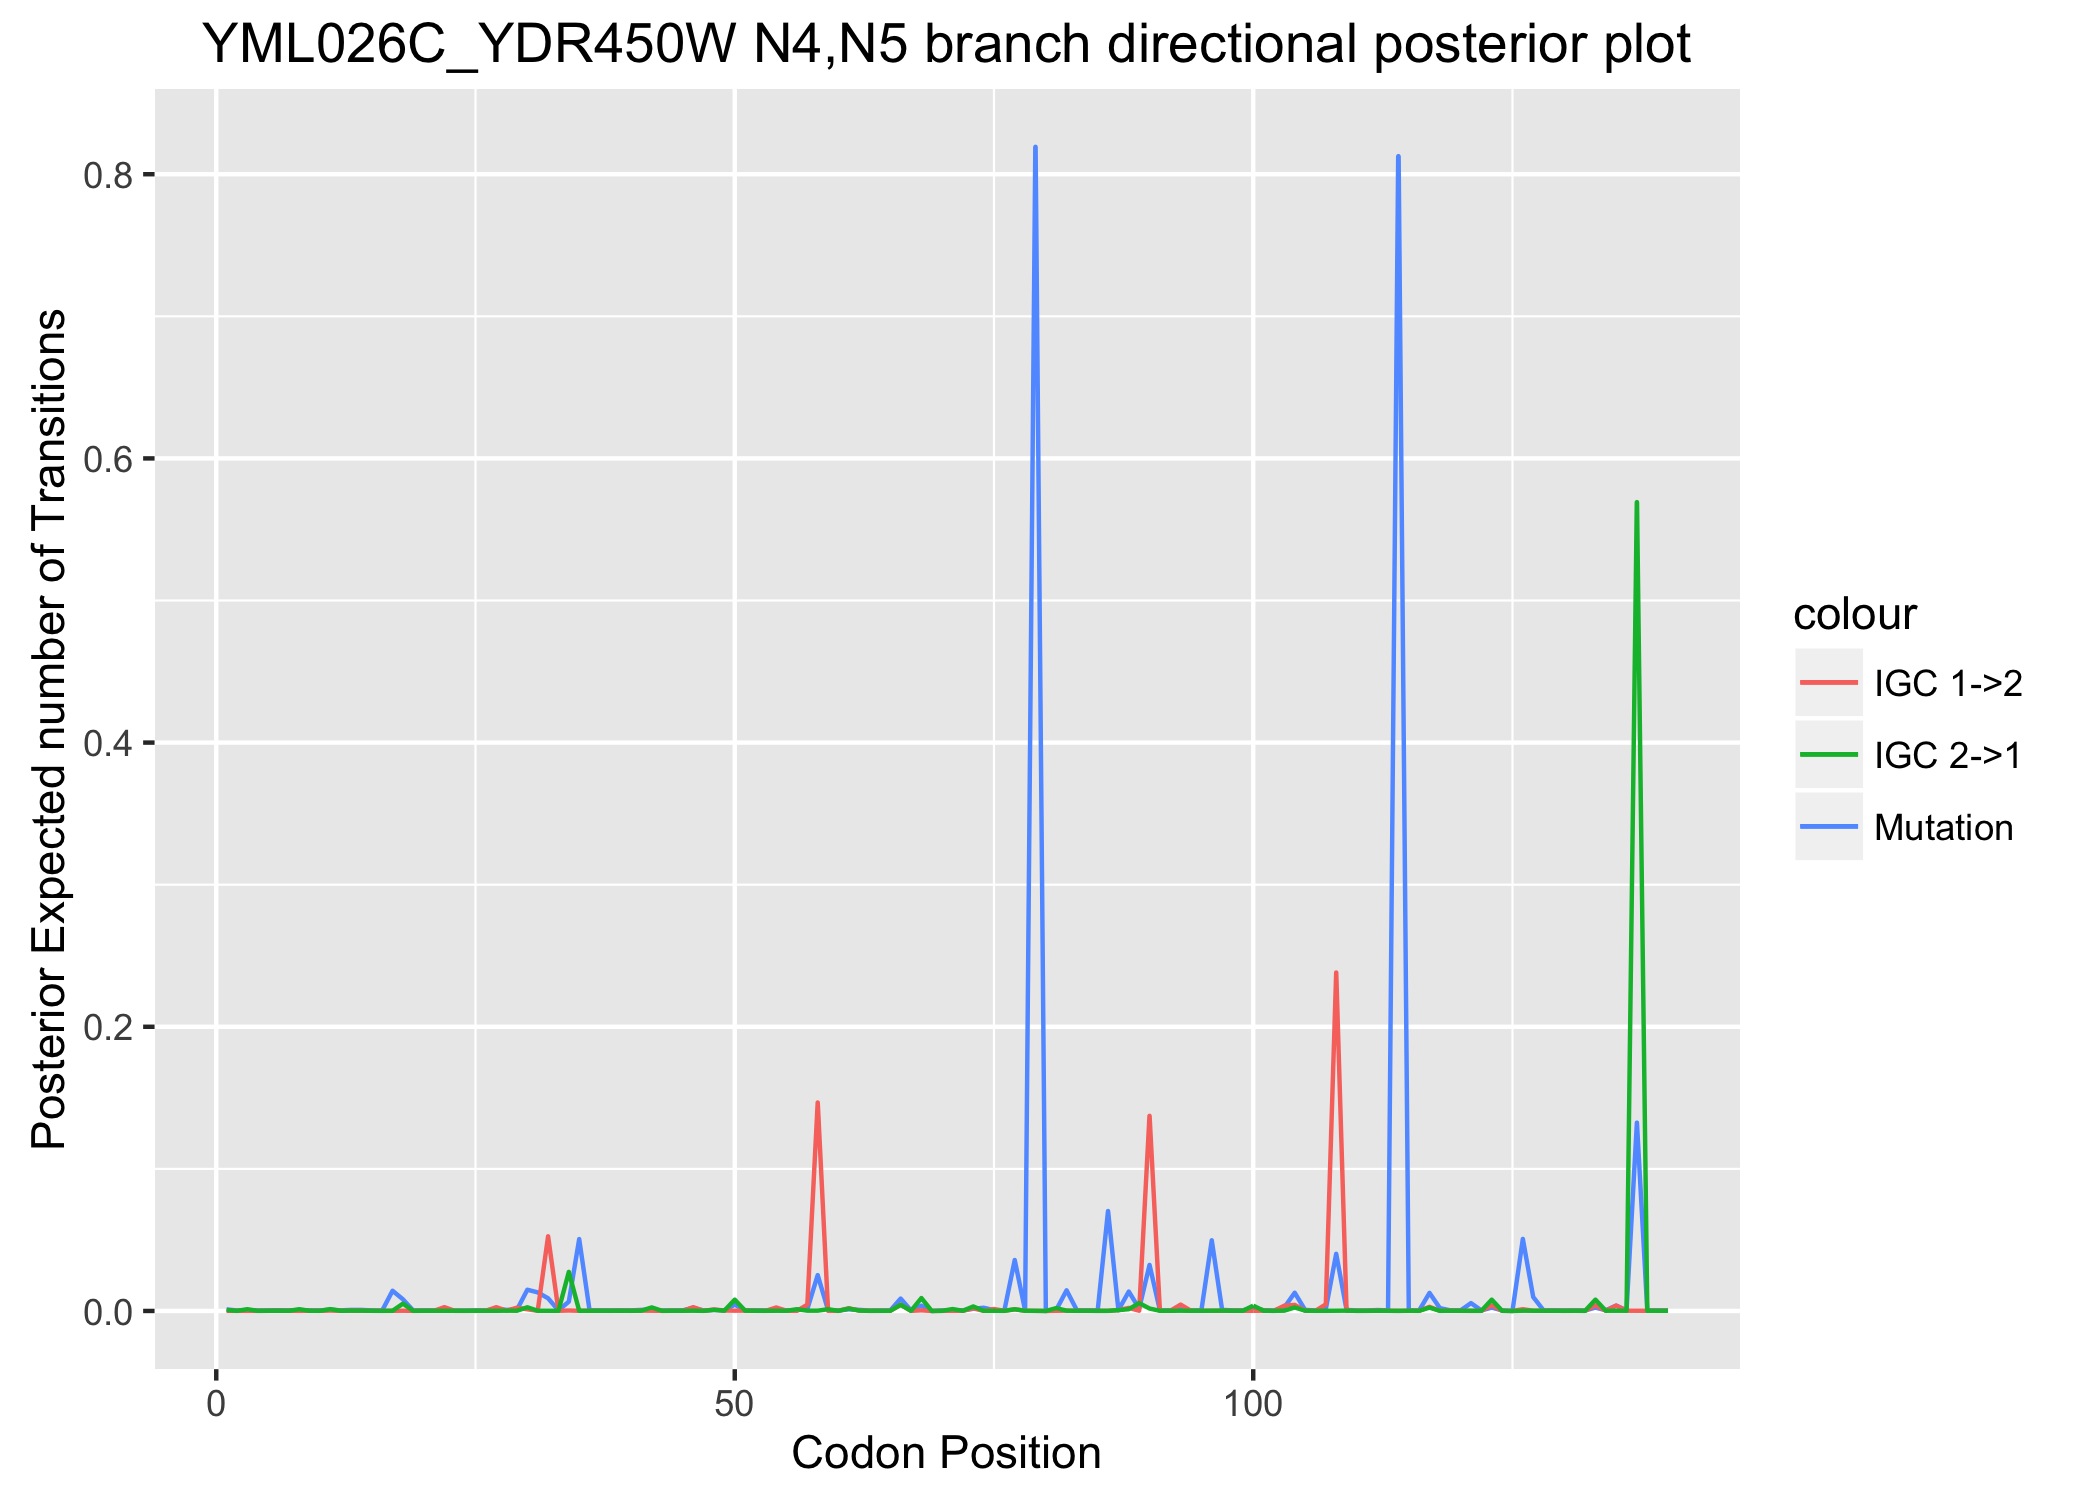 YML026C_YDR450W N4,N5 branch directional posterior plot
Posterior Expected number of Transitions
0.8
0.6
0.4
0.2
0.0
0
50
100
Codon Position
colour
IGC 1->2
IGC 2->1
Mutation